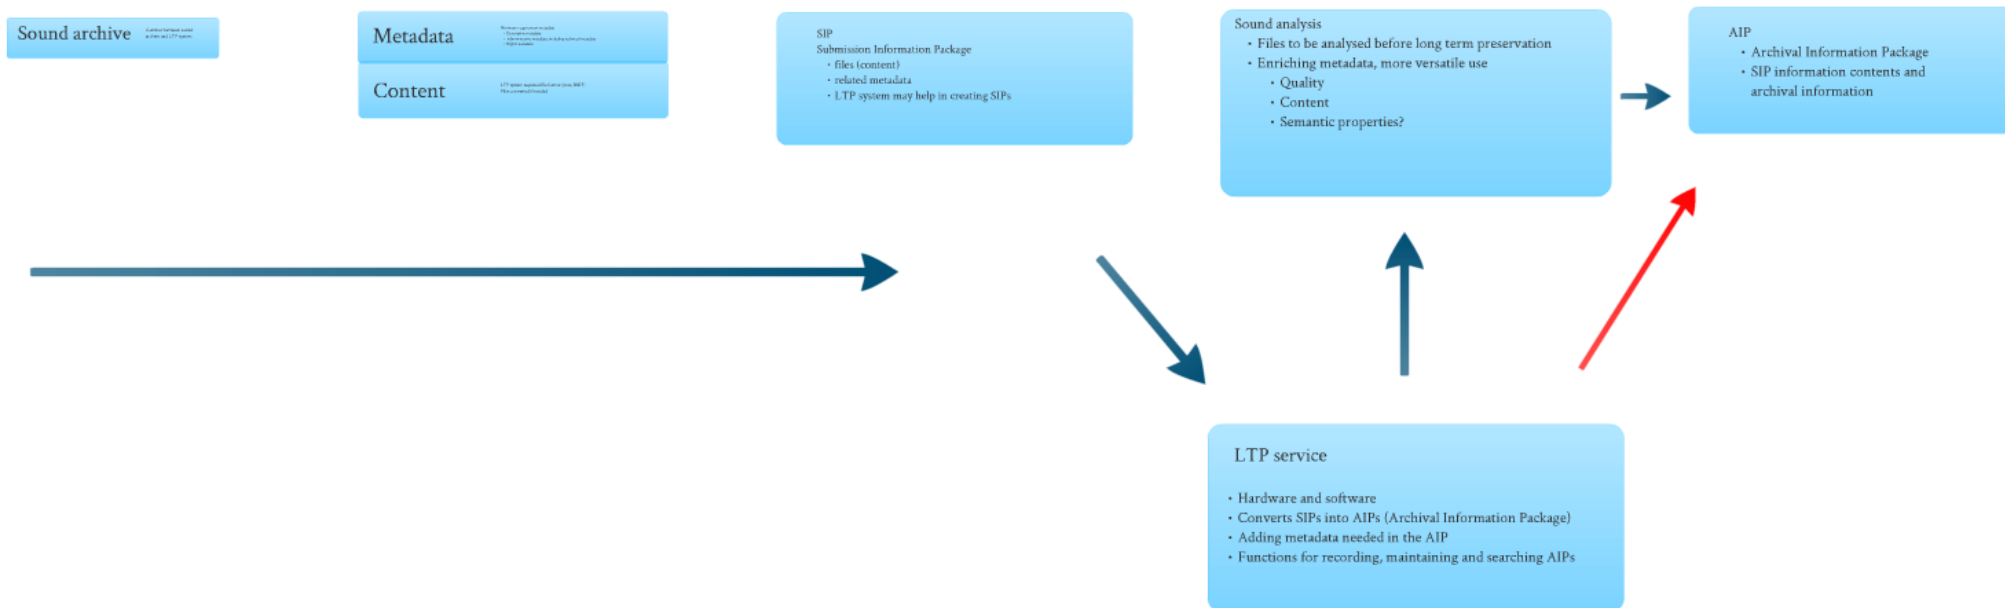 Sound archive
Metadata
Content
SIP
Submission Information Package
• files (content)
• related metadata
• LTP system may help in creating SIPs
Sound analysis
• Files to be analysed before long term preservation
• Enriching metadata, more versatile use
• Quality
• Content
• Semantic properties?
AIP
• Archival Information Package
• SIP information contents and
archival information
LTP service
• Hardware and software
• Converts SIPs into AIPs (Archival Information Package)
• Adding metadata needed in the AIP
• Functions for recording, maintaining and searching AIPs